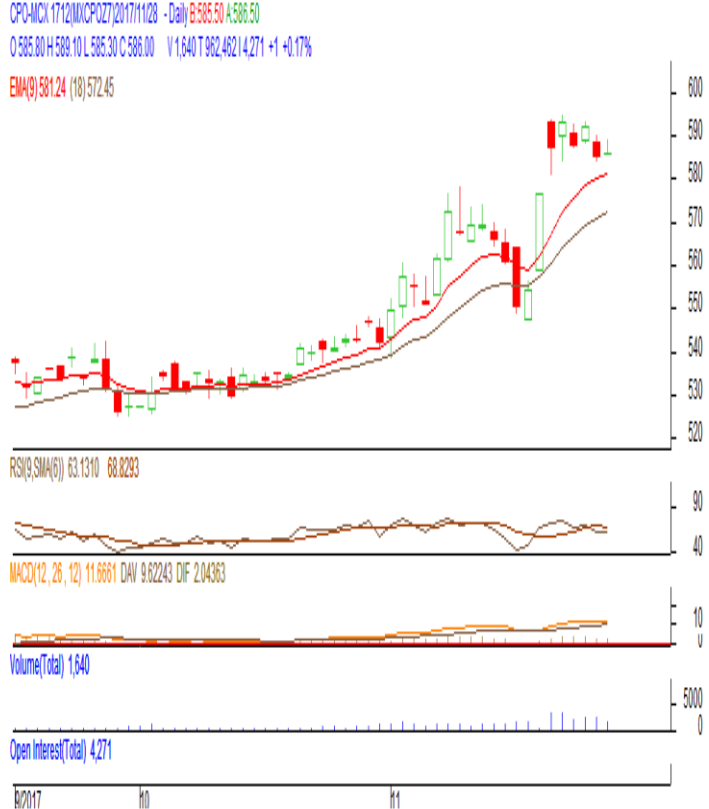 CPO-MCX 1712(MXCPOZ7)2017/11/28 - Daily B:585.50 A:586.50
O 585.80 H 589.10 L 585.30 C 586.00 V 1,640 T 962,462 I 4,271 +1 +0.17%
EMA(9) 581.24 (18) 572.45
600
590
580
570
560
550
540
530
520
RSI(9,SMA(6)) 63.1310 68.8293
90
40
MACD(12 , 26 , 12) 11.6661 DAV 9.62243 DIF 2.04363
10
0
Volume(Total) 1,640
5000
0
Open Interest(Total) 4,271
9/2017 10 11